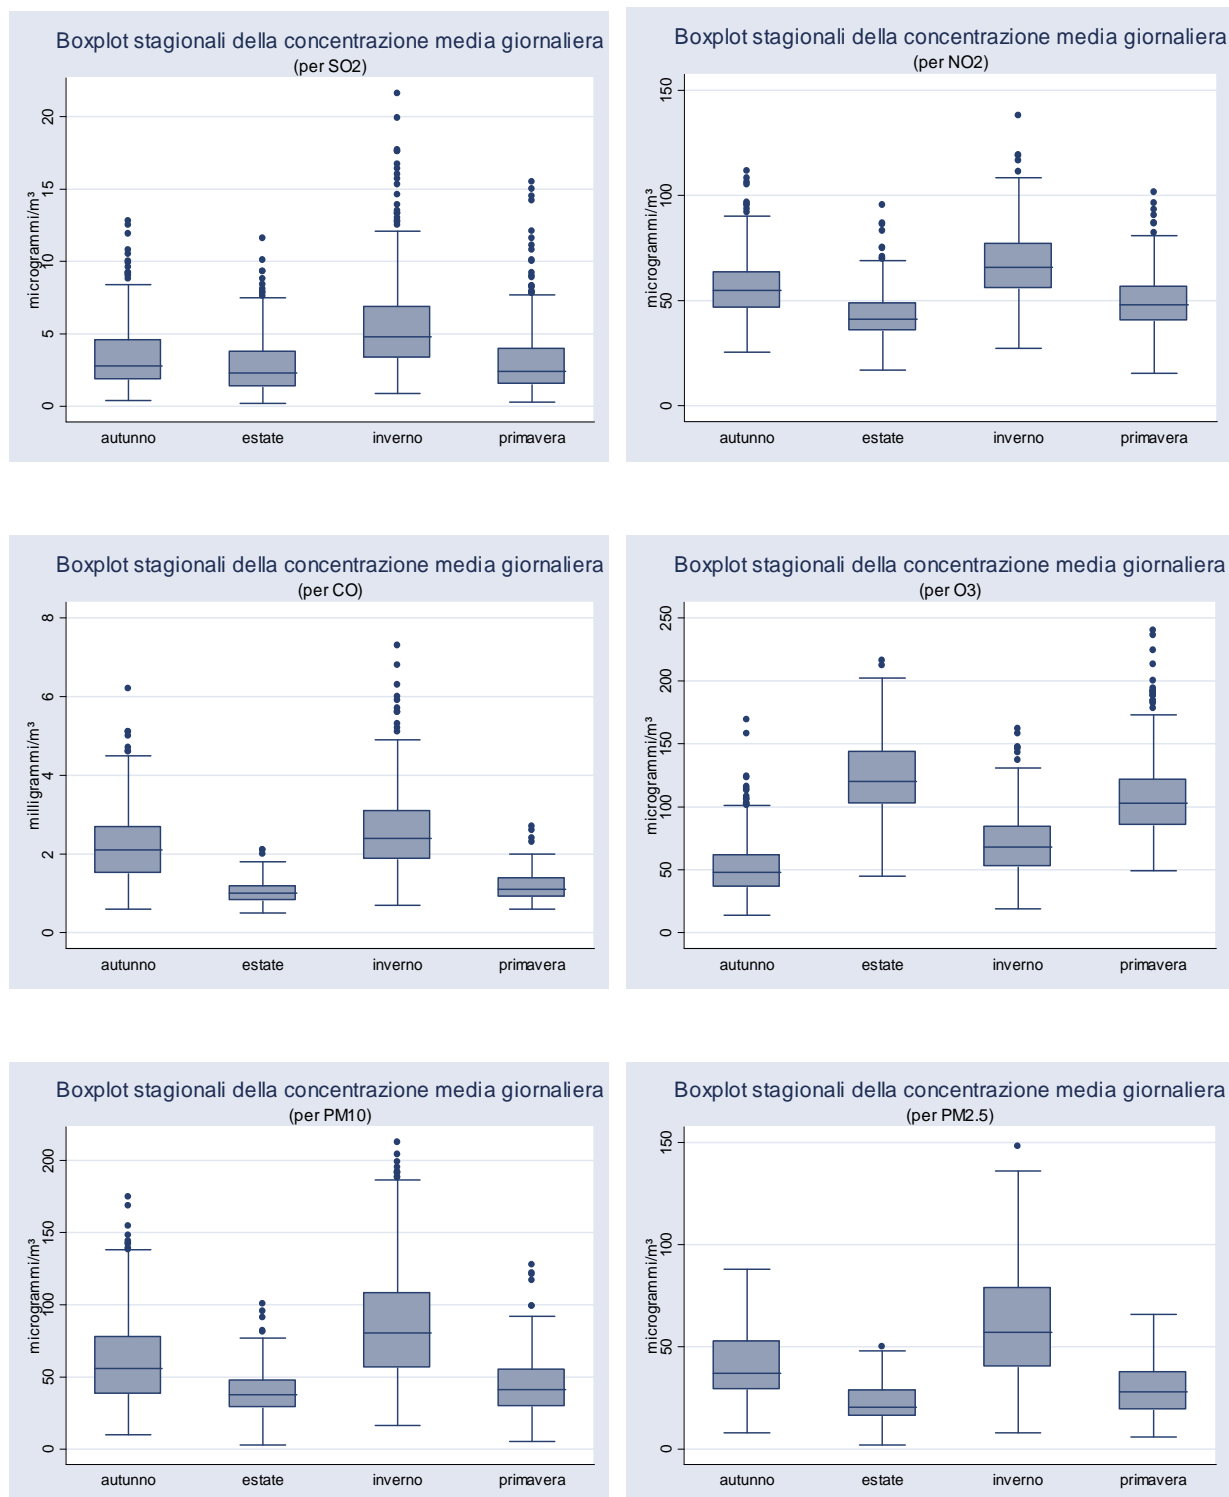 Boxplot stagionali della concentrazione media giornaliera
(per SO2)
microgrammi/m³
20
15
10
5
0
autunno estate inverno primavera
Boxplot stagionali della concentrazione media giornaliera
(per NO2)
microgrammi/m³
150
100
50
0
autunno estate inverno primavera
Boxplot stagionali della concentrazione media giornaliera
(per CO)
milligrammi/m³
8
6
4
2
0
autunno estate inverno primavera
Boxplot stagionali della concentrazione media giornaliera
(per O3)
microgrammi/m³
250
200
150
100
50
0
autunno estate inverno primavera
Boxplot stagionali della concentrazione media giornaliera
(per PM10)
microgrammi/m³
200
150
100
50
0
autunno estate inverno primavera
Boxplot stagionali della concentrazione media giornaliera
(per PM2.5)
microgrammi/m³
150
100
50
0
autunno estate inverno primavera